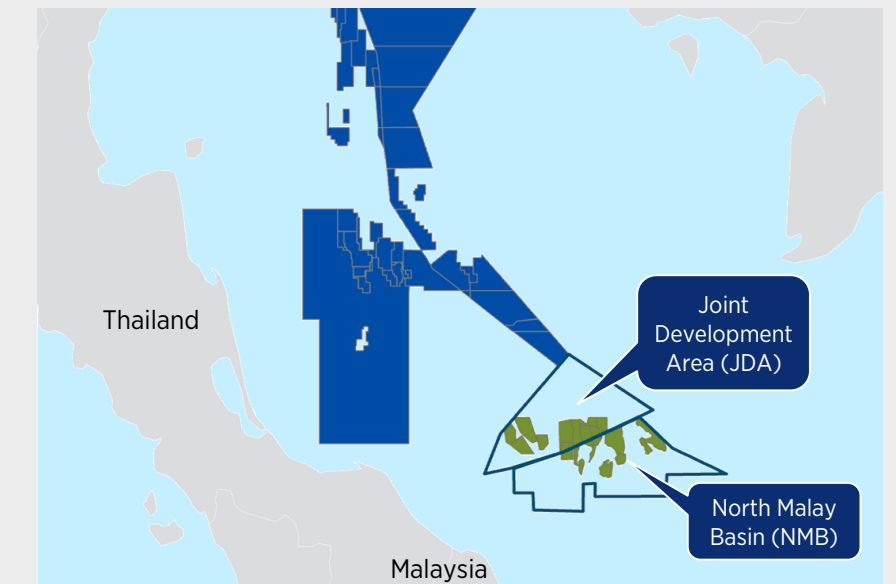 Thailand
Joint
Development
Area (JDA)
North Malay
Basin (NMB)
Malaysia